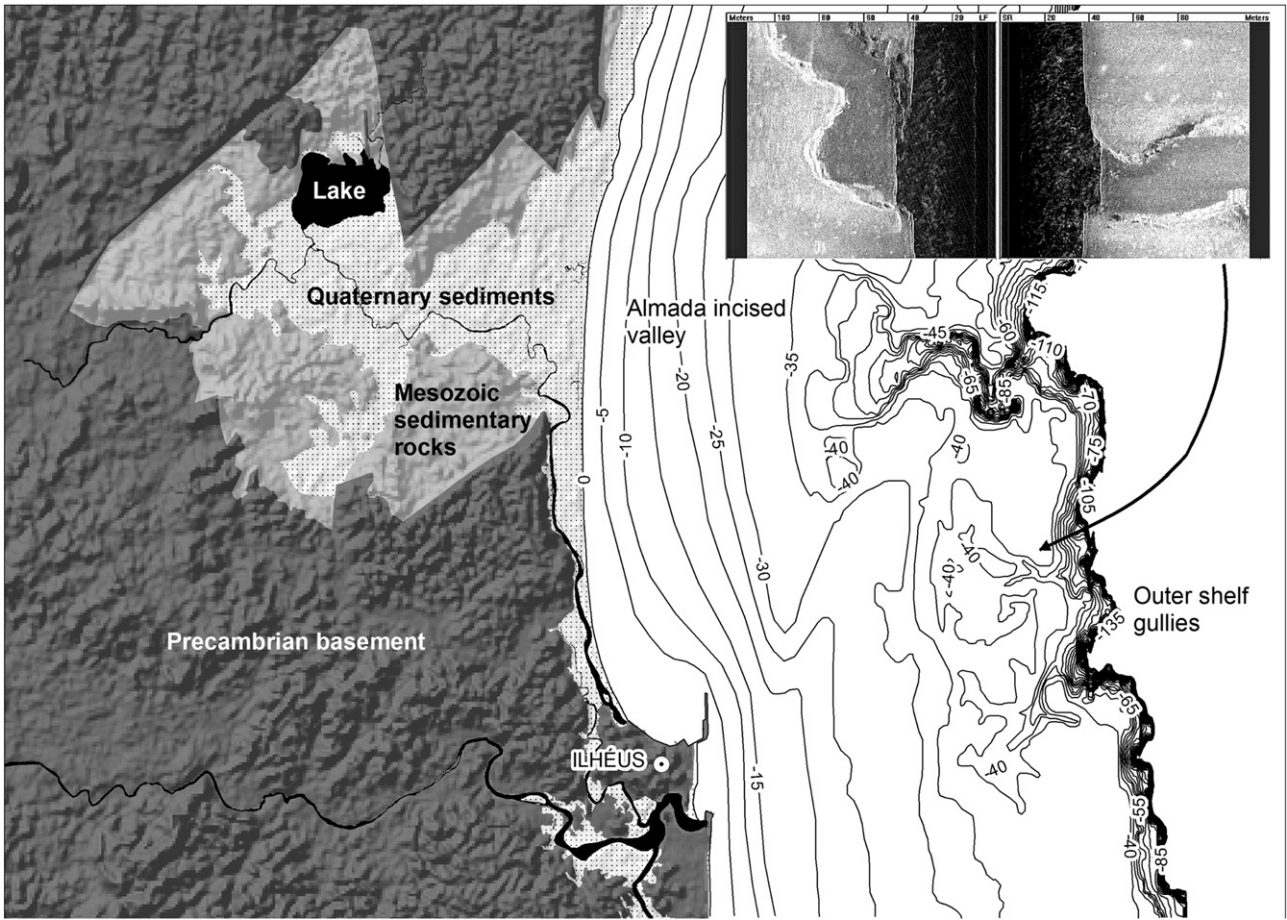 Meters 100 80 60 40 20 LF SR 20 40 60 80 Meters
Lake
Quaternary sediments
Almada incised
valley
Mesozoic
sedimentary
rocks
Precambrian basement
ILHÉUS
Outer shelf
gullies
0
-5
-10
-15
-20
-25
-30
-35
-40
-40
-45
-65
-85
-60
-115
-110
-70
-75
-105
-40
-40
-40
-40
-135
-65
-40
-55
-40
-85